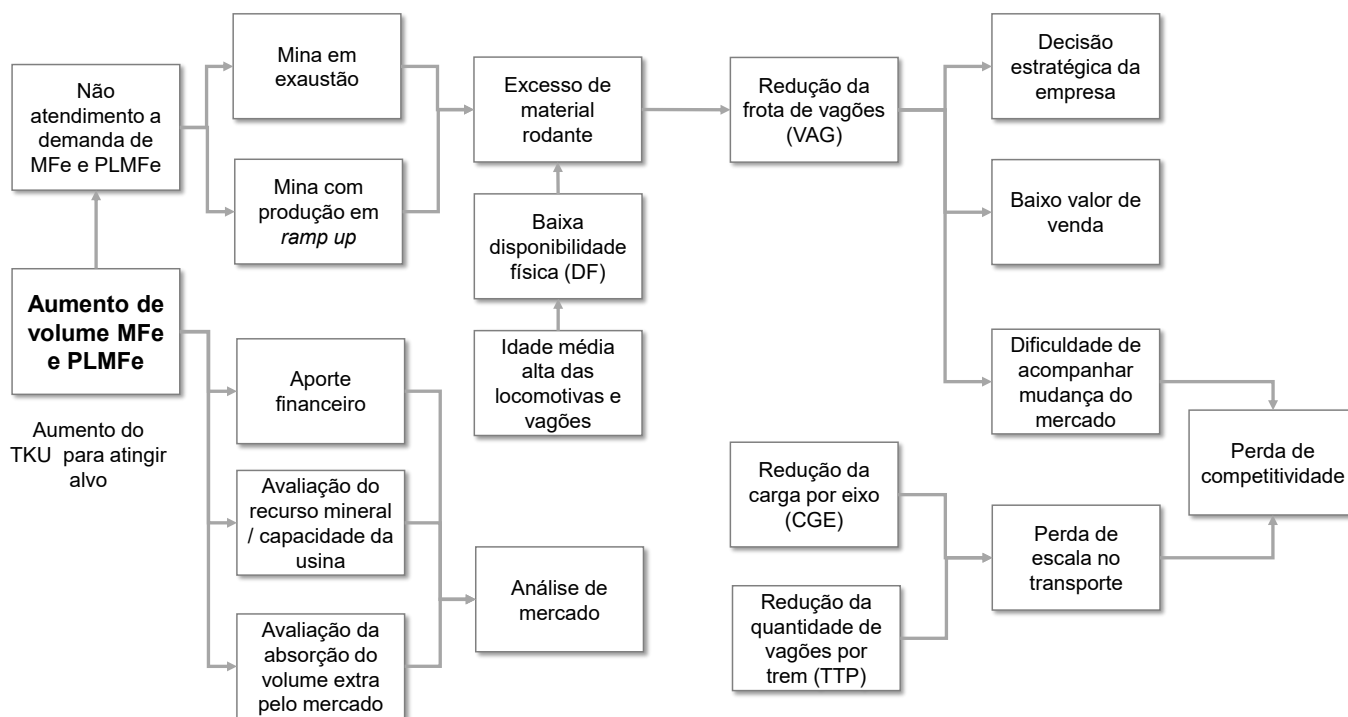 Não
atendimento a
demanda de
MFe e PLMFe
Mina em
exaustão
Mina com
produção em
ramp up
Excesso de
material
rodante
Baixa
disponibilidade
física (DF)
Idade média
alta das
locomotivas e
vagões
Redução da
frota de vagões
(VAG)
Decisão
estratégica da
empresa
Baixo valor de
venda
Dificuldade de
acompanhar
mudança do
mercado
Perda de
competitividade
Aumento de
volume MFe
e PLMFe
Aumento do
TKU para atingir
alvo
Aporte
financeiro
Avaliação do
recurso mineral
/ capacidade da
usina
Avaliação da
absorção do
volume extra
pelo mercado
Análise de
mercado
Redução da
carga por eixo
(CGE)
Redução da
quantidade de
vagões por
trem (TTP)
Perda de
escala no
transporte